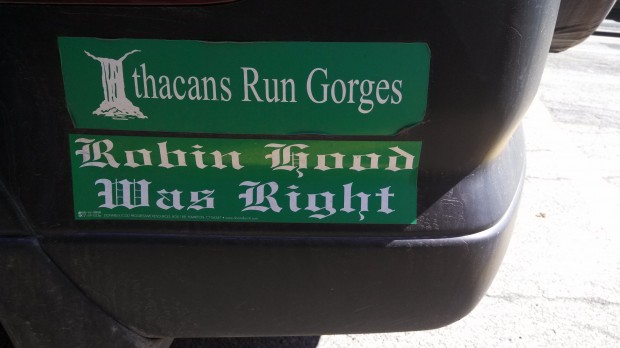 Ithacans Run Gorges
Robin Hood
Was Right